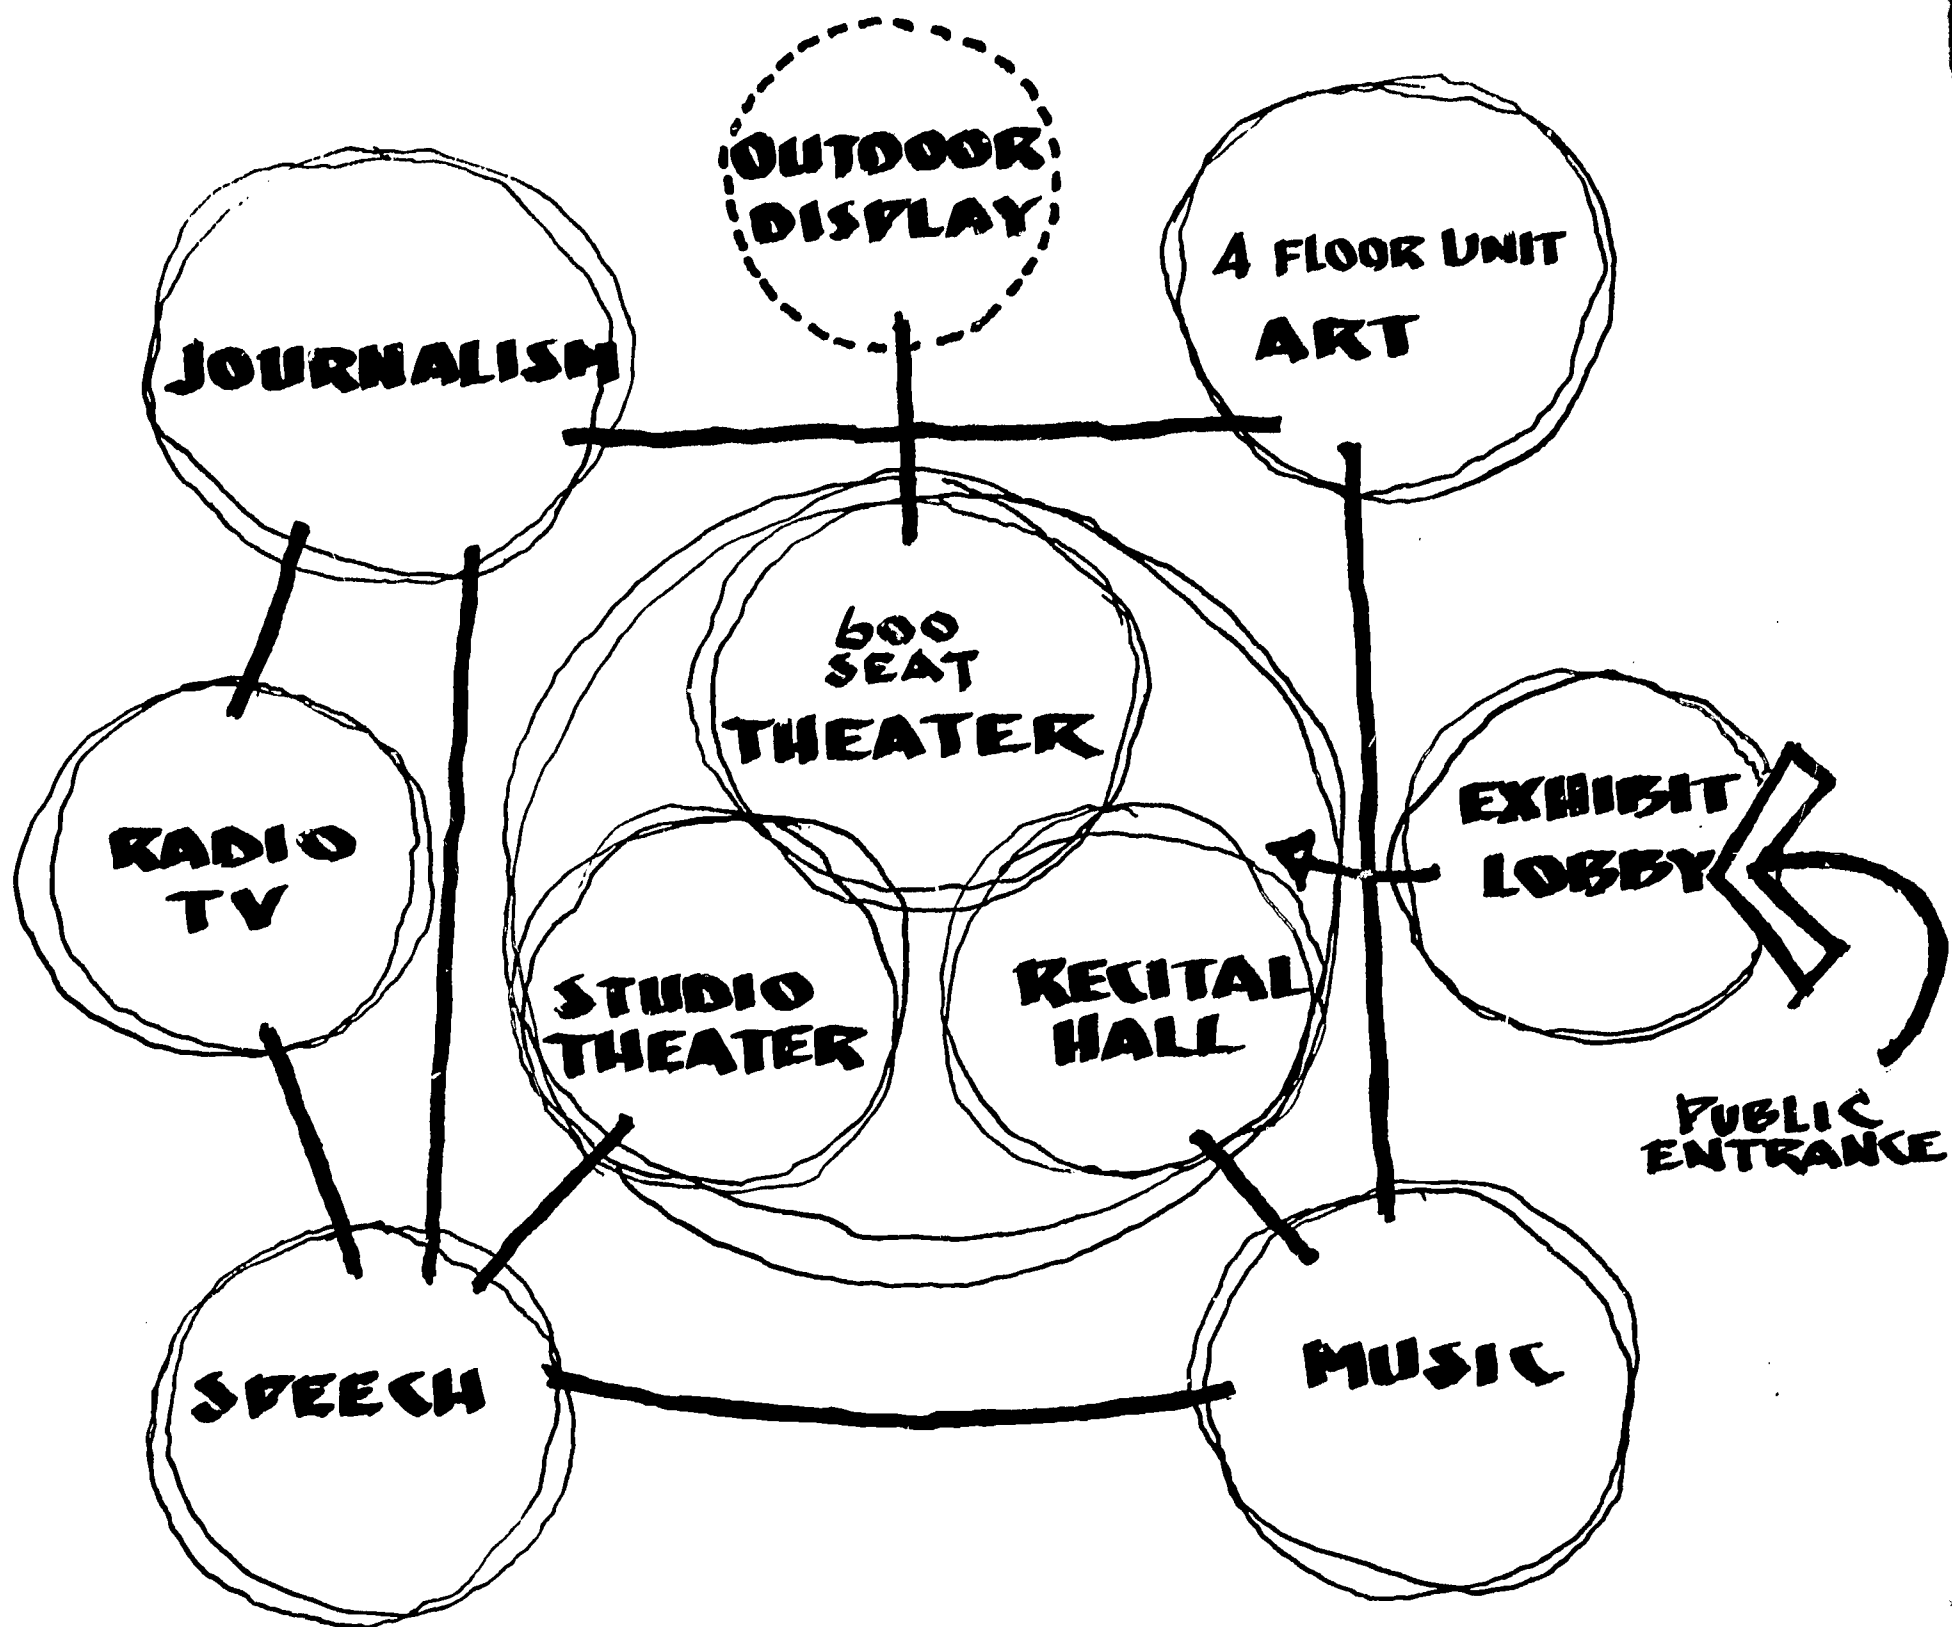 OUTDOOR
DISPLAY
4 FLOOR UNIT
ART
JOURNALISM
600
SEAT
THEATER
EXHIBIT
LOBBY
RADIO
TV
STUDIO
THEATER
RECITAL
HALL
PUBLIC
ENTRANCE
SPEECH
MUSIC